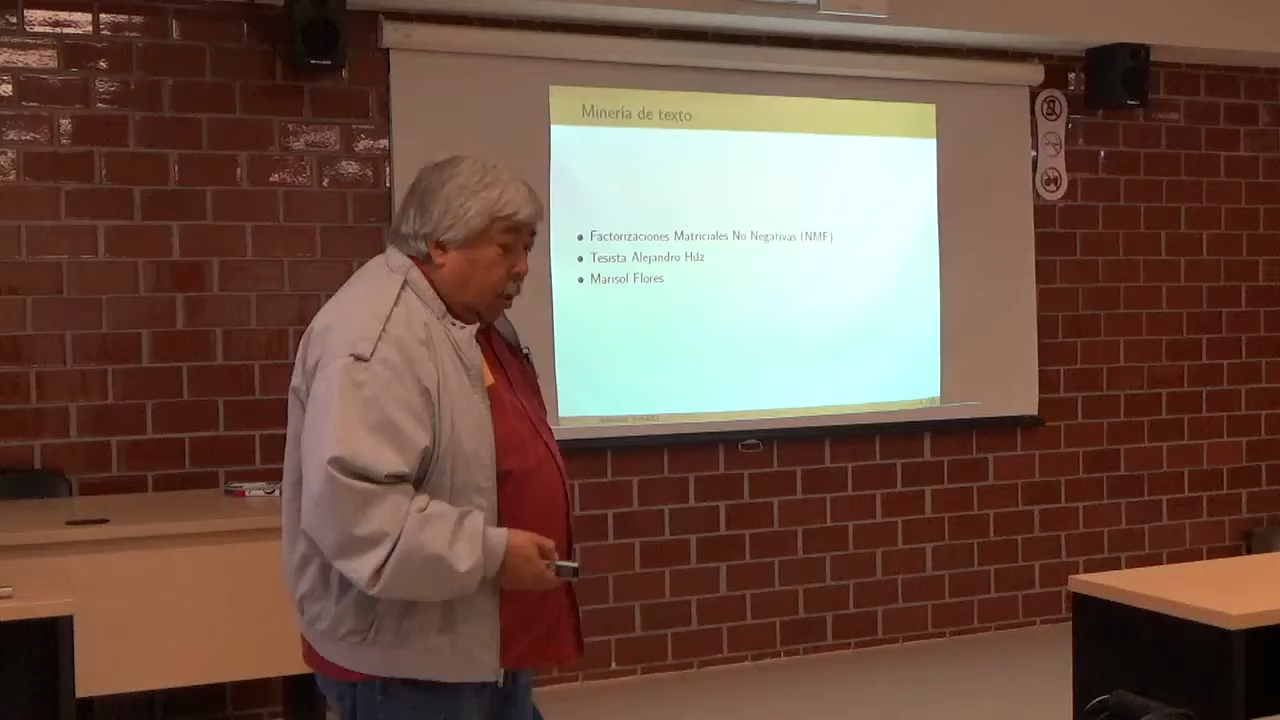 Minería de texto
Factorizaciones Matriciales No Negativas (NMF)
Tesista Alejandro Hdz
Marisol Flores